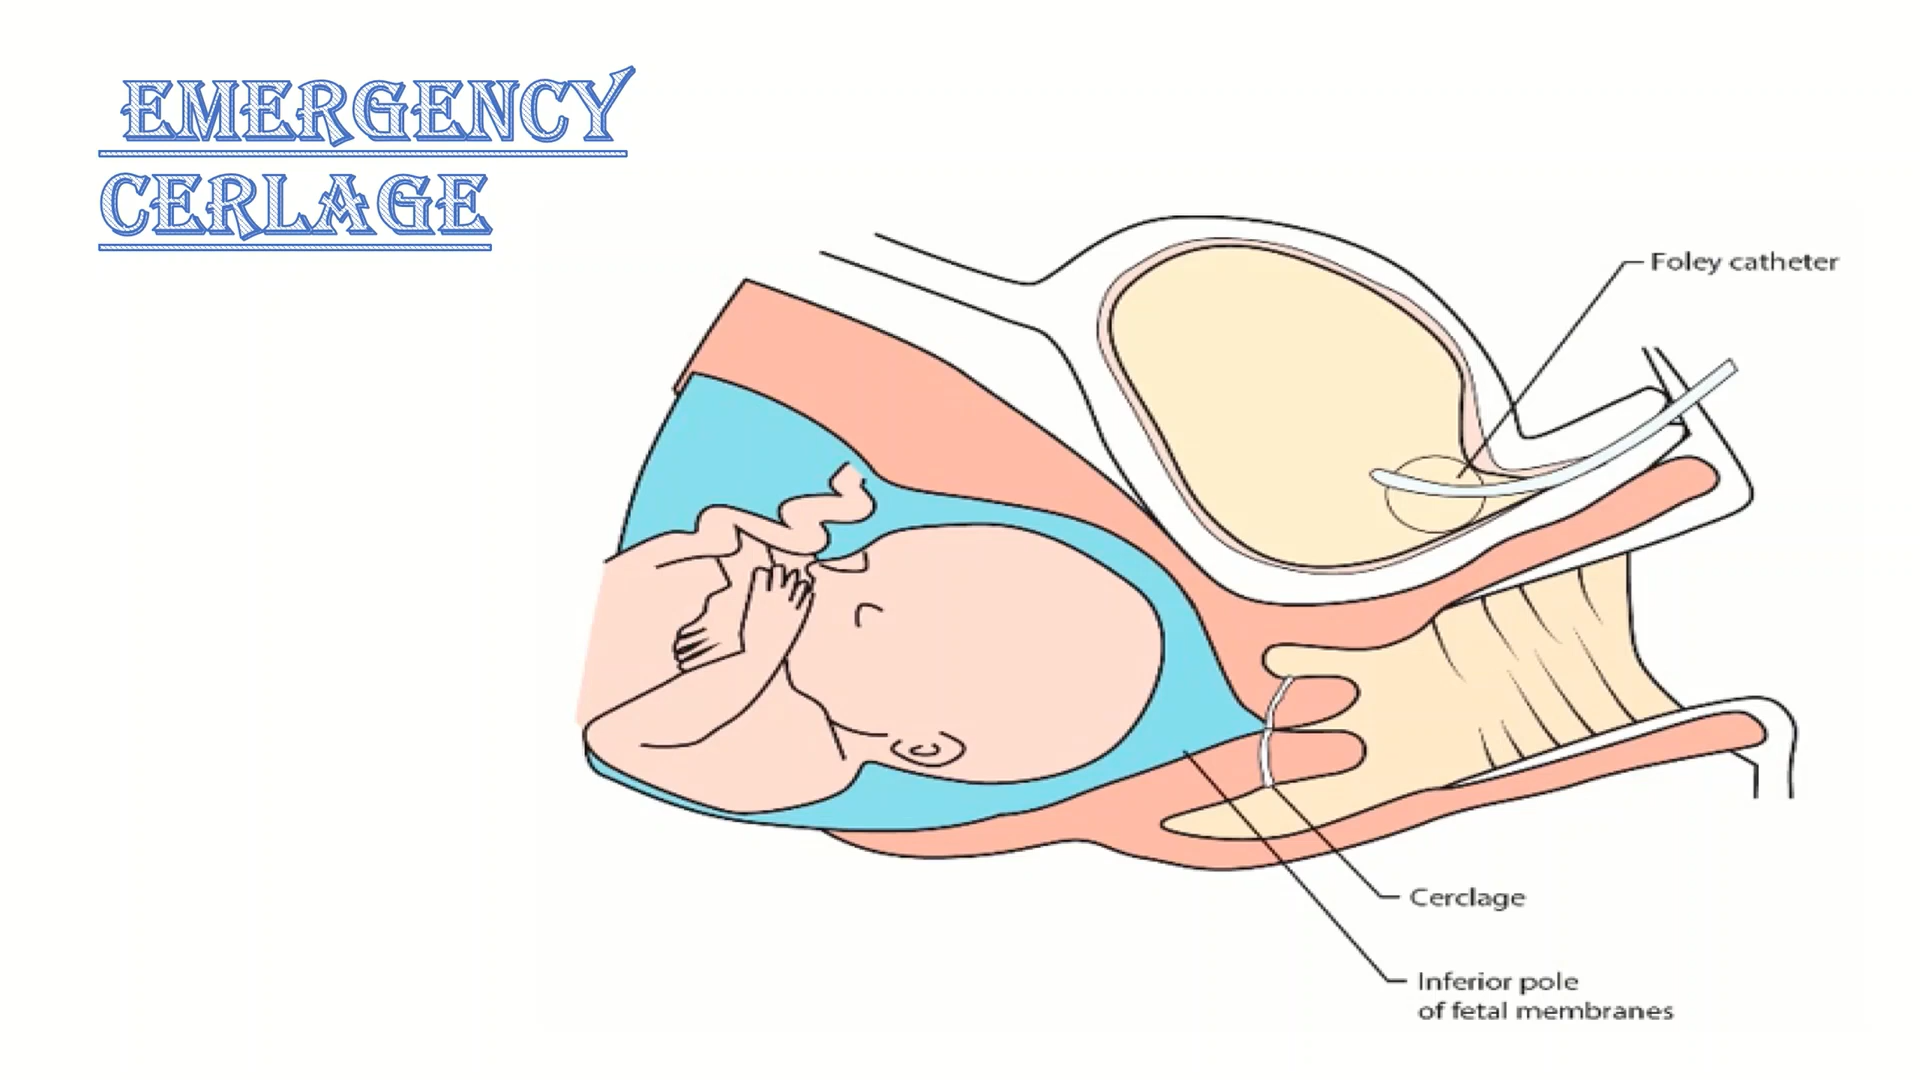 EMERGENCY
CERLAGE
Foley catheter
Cerclage
Inferior pole
of fetal membranes